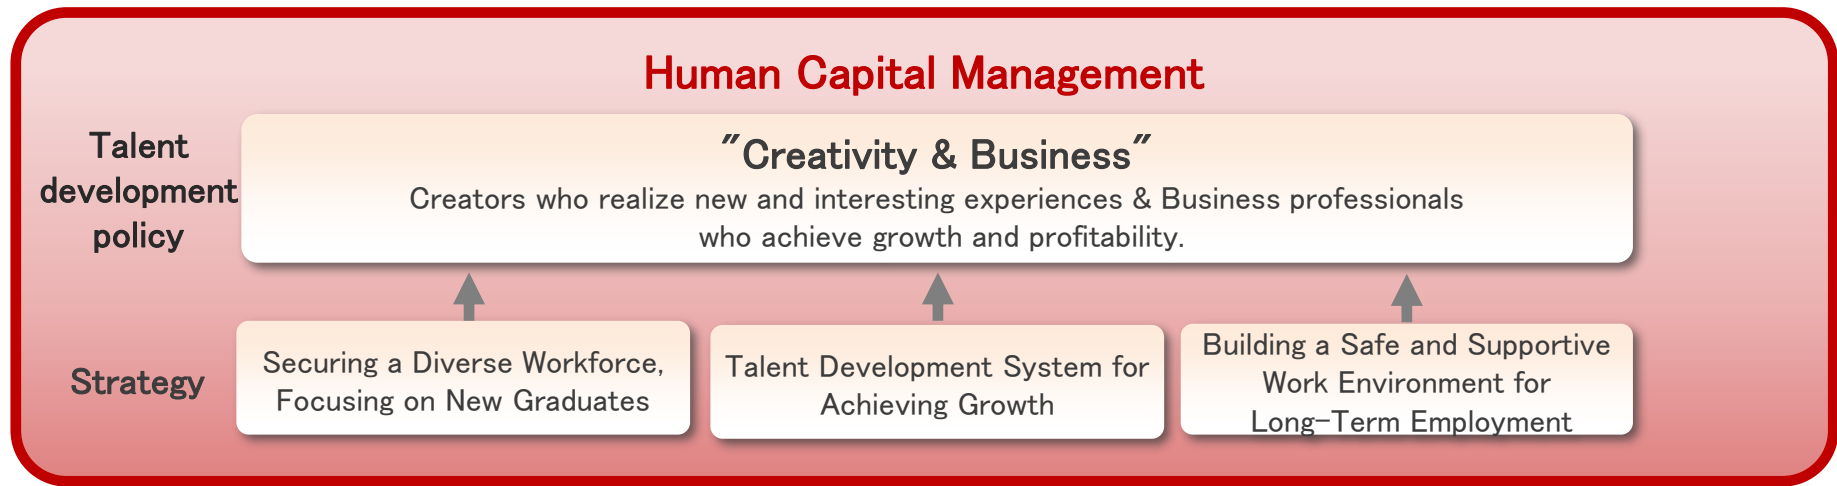 Human Capital Management
Talent
development
policy
"Creativity & Business"
Creators who realize new and interesting experiences & Business professionals
who achieve growth and profitability.
Strategy
Securing a Diverse Workforce,
Focusing on New Graduates
Talent Development System for
Achieving Growth
Building a Safe and Supportive
Work Environment for
Long-Term Employment